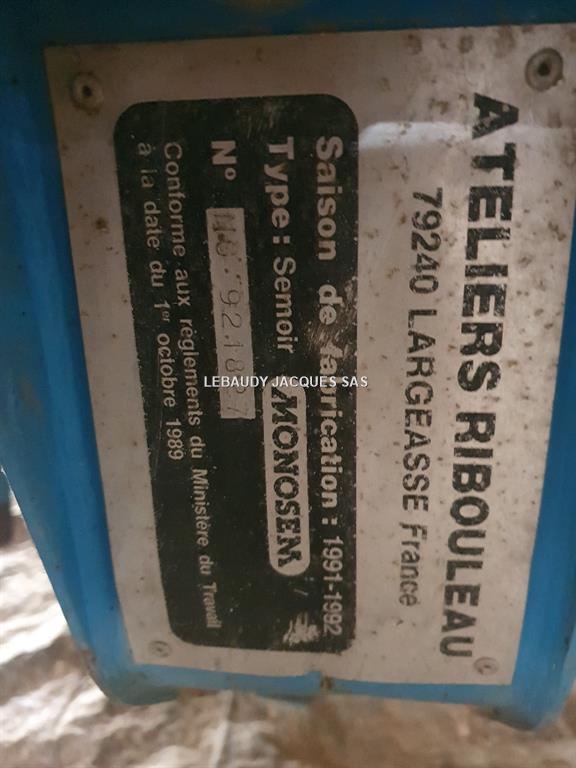 ATELIERS RIBOULEAU
79240 LARGEASSE France
Saison de fabrication : 1991-1992
Type : Semoir MONOSEM
N°
Conforme aux règlements du Ministère du Travail
à la date du 1er octobre 1989
LEBAUDY JACQUES SAS